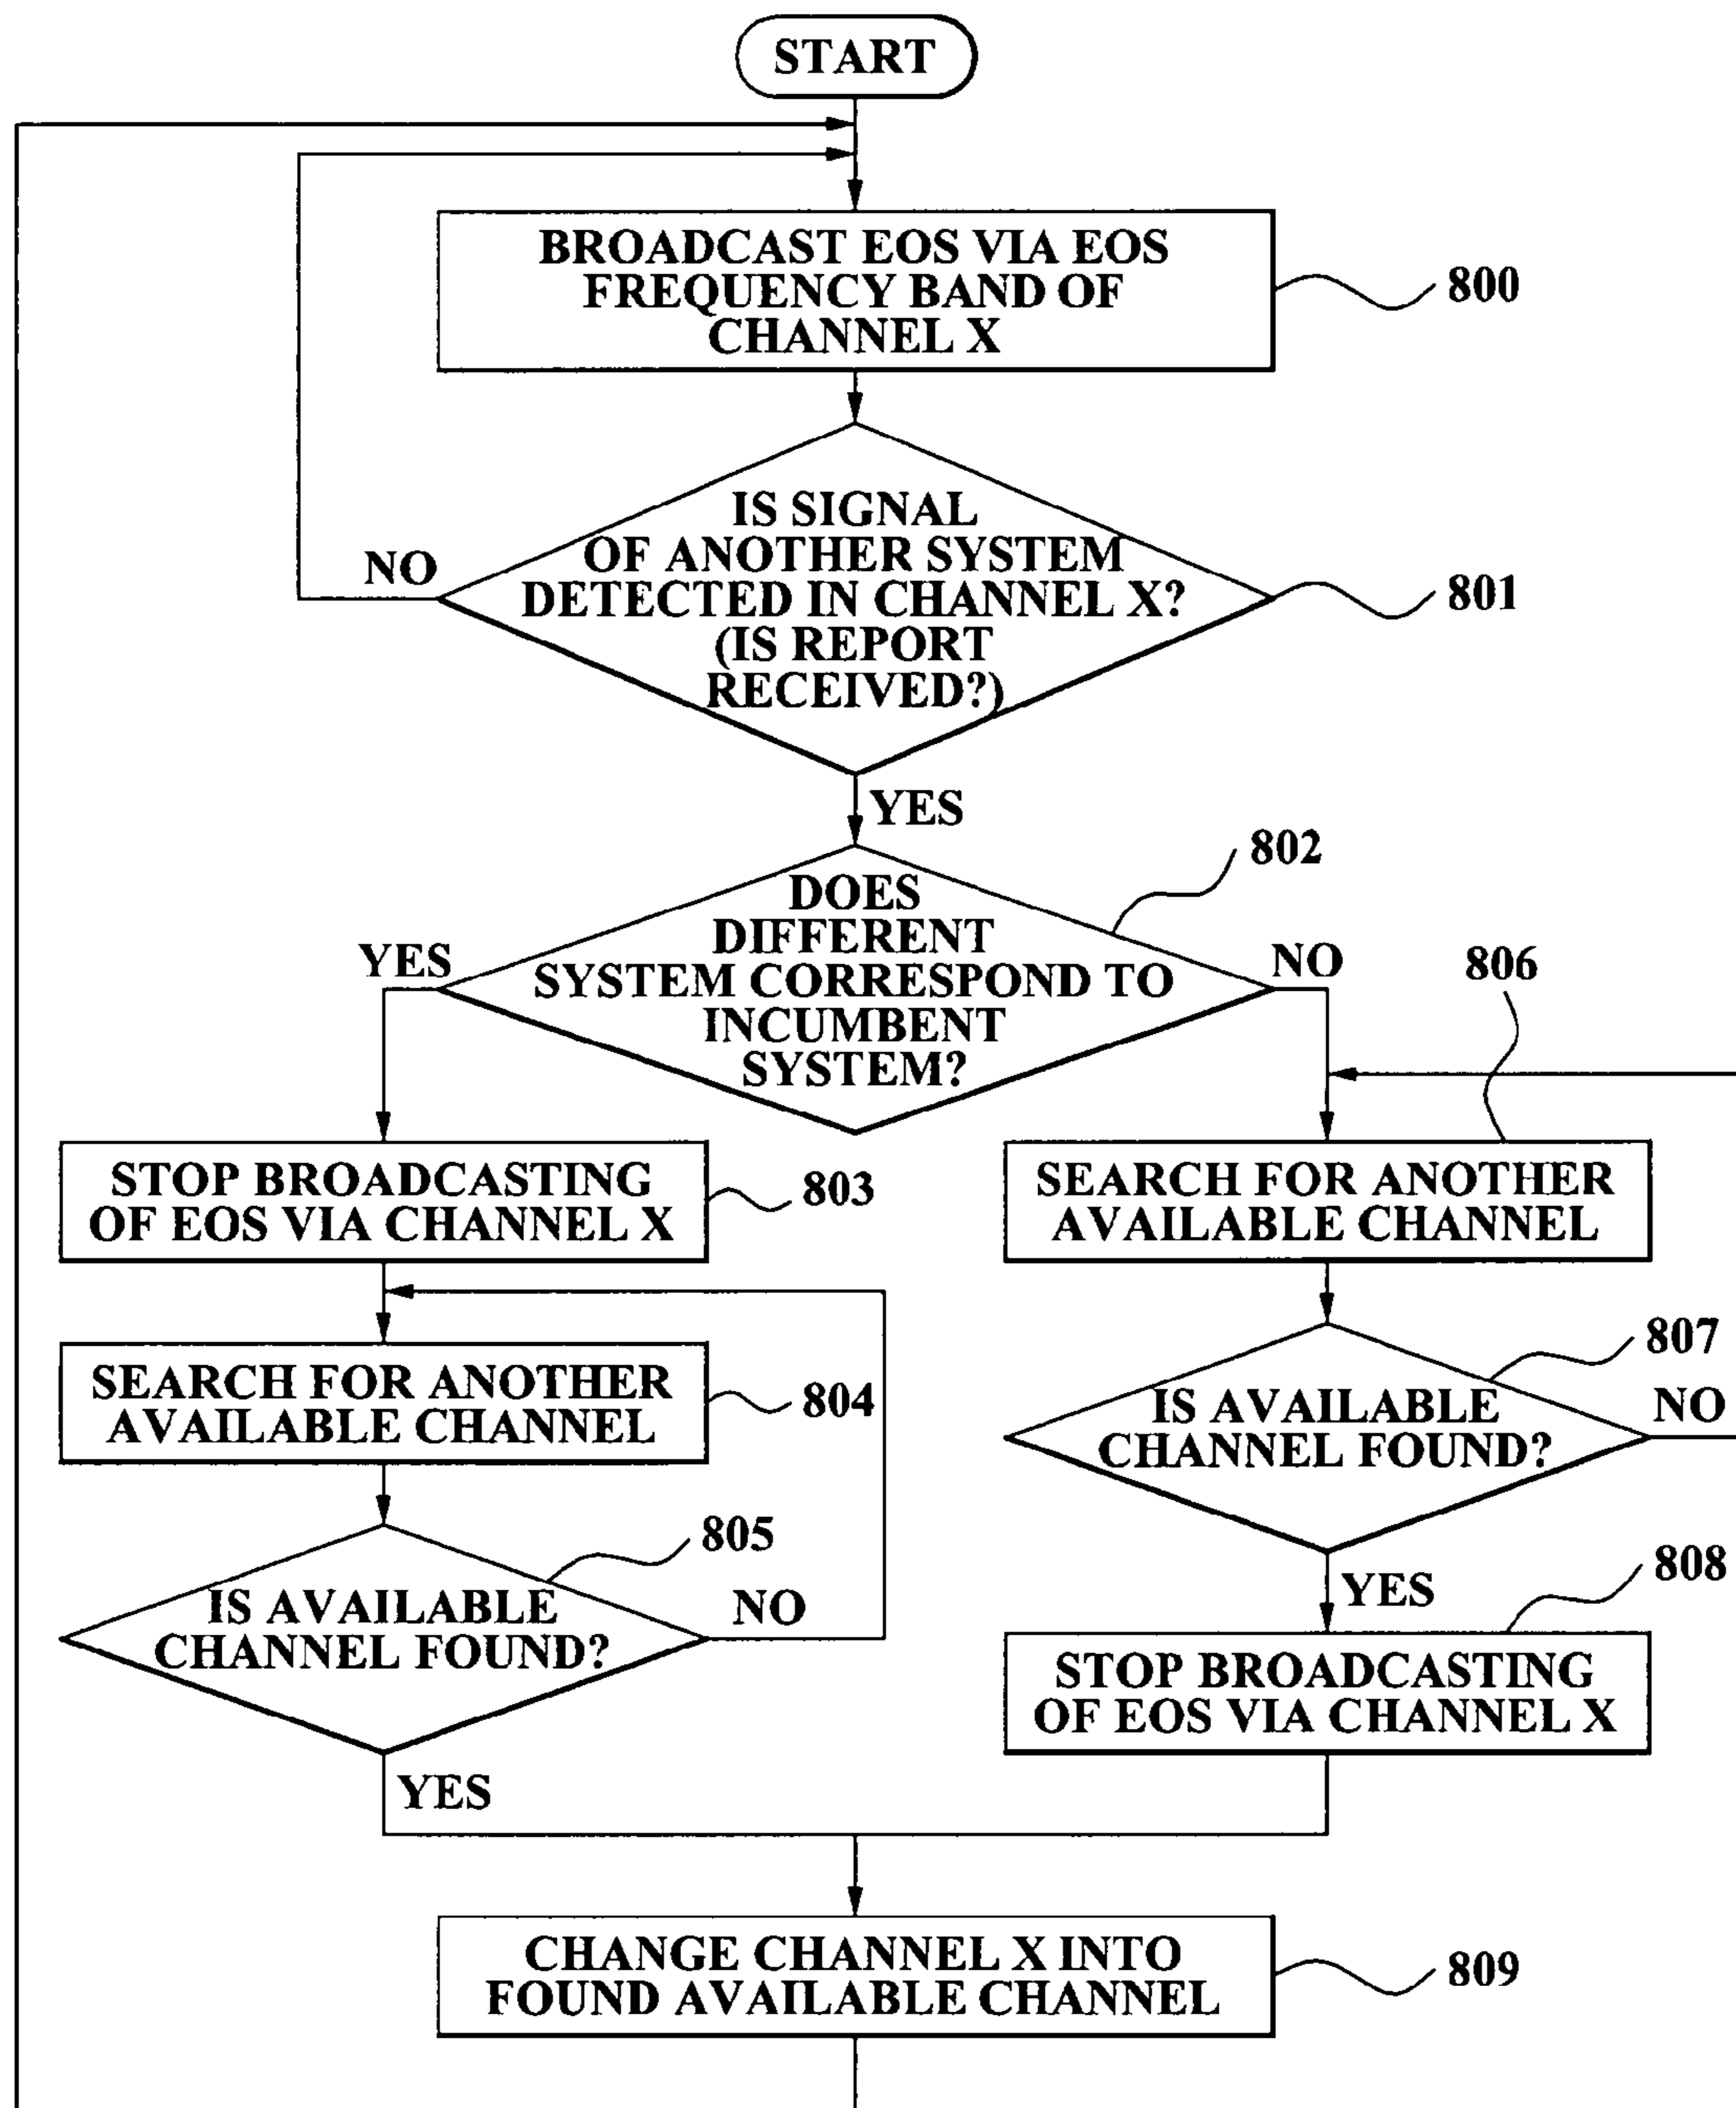 START
BROADCAST EOS VIA EOS
FREQUENCY BAND OF
CHANNEL X
800
IS SIGNAL
OF ANOTHER SYSTEM
DETECTED IN CHANNEL X?
(IS REPORT
RECEIVED?)
NO
801
YES
802
DOES
DIFFERENT
SYSTEM CORRESPOND TO
INCUMBENT
SYSTEM?
YES
NO
806
STOP BROADCASTING
OF EOS VIA CHANNEL X
803
SEARCH FOR ANOTHER
AVAILABLE CHANNEL
SEARCH FOR ANOTHER
AVAILABLE CHANNEL
804
807
IS AVAILABLE
CHANNEL FOUND?
NO
805
IS AVAILABLE
CHANNEL FOUND?
NO
YES
808
STOP BROADCASTING
OF EOS VIA CHANNEL X
YES
CHANGE CHANNEL X INTO
FOUND AVAILABLE CHANNEL
809